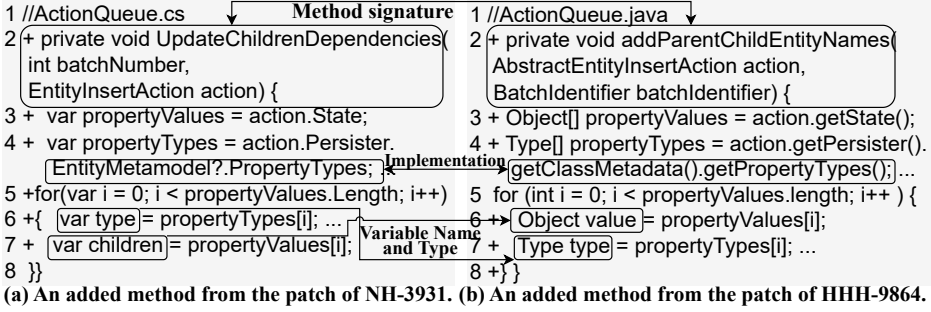 1 //ActionQueue.cs
2 + private void UpdateChildrenDependencies(
int batchNumber,
EntityInsertAction action) {
3 + var propertyValues = action.State;
4 + var propertyTypes = action.Persister.
EntityMetamodel?.PropertyTypes;
5 +for(var i = 0; i < propertyValues.Length; i++)
6 +{ var type = propertyTypes[i]; ...
7 + var children = propertyValues[i];
8 }}
(a) An added method from the patch of NH-3931.
Method signature
Implementation
Variable Name
and Type
1 //ActionQueue.java
2 + private void addParentChildEntityNames(
AbstractEntityInsertAction action,
BatchIdentifier batchIdentifier) {
3 + Object[] propertyValues = action.getState();
4 + Type[] propertyTypes = action.getPersister().
getClassMetadata().getPropertyTypes(); ...
5 for (int i = 0; i < propertyValues.length; i++ ) {
6 + Object value = propertyValues[i];
7 + Type type = propertyTypes[i]; ...
8 +} }
(b) An added method from the patch of HHH-9864.